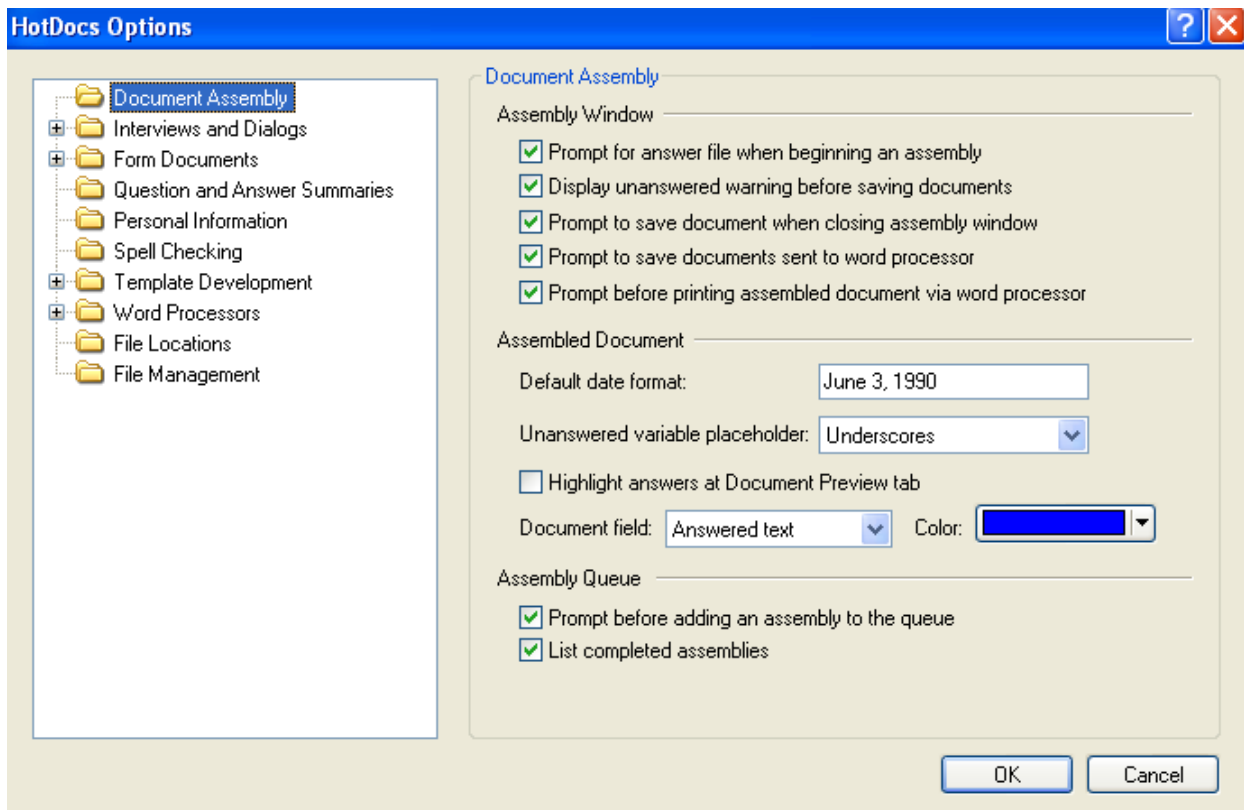 HotDocs Options
Document Assembly
Interviews and Dialogs
Form Documents
Question and Answer Summaries
Personal Information
Spell Checking
Template Development
Word Processors
File Locations
File Management
Document Assembly
Assembly Window
Prompt for answer file when beginning an assembly
Display unanswered warning before saving documents
Prompt to save document when closing assembly window
Prompt to save documents sent to word processor
Prompt before printing assembled document via word processor
Assembled Document
Default date format: June 3, 1990
Unanswered variable placeholder: Underscores
Highlight answers at Document Preview tab
Document field: Answered text Color:
Assembly Queue
Prompt before adding an assembly to the queue
List completed assemblies
OK Cancel